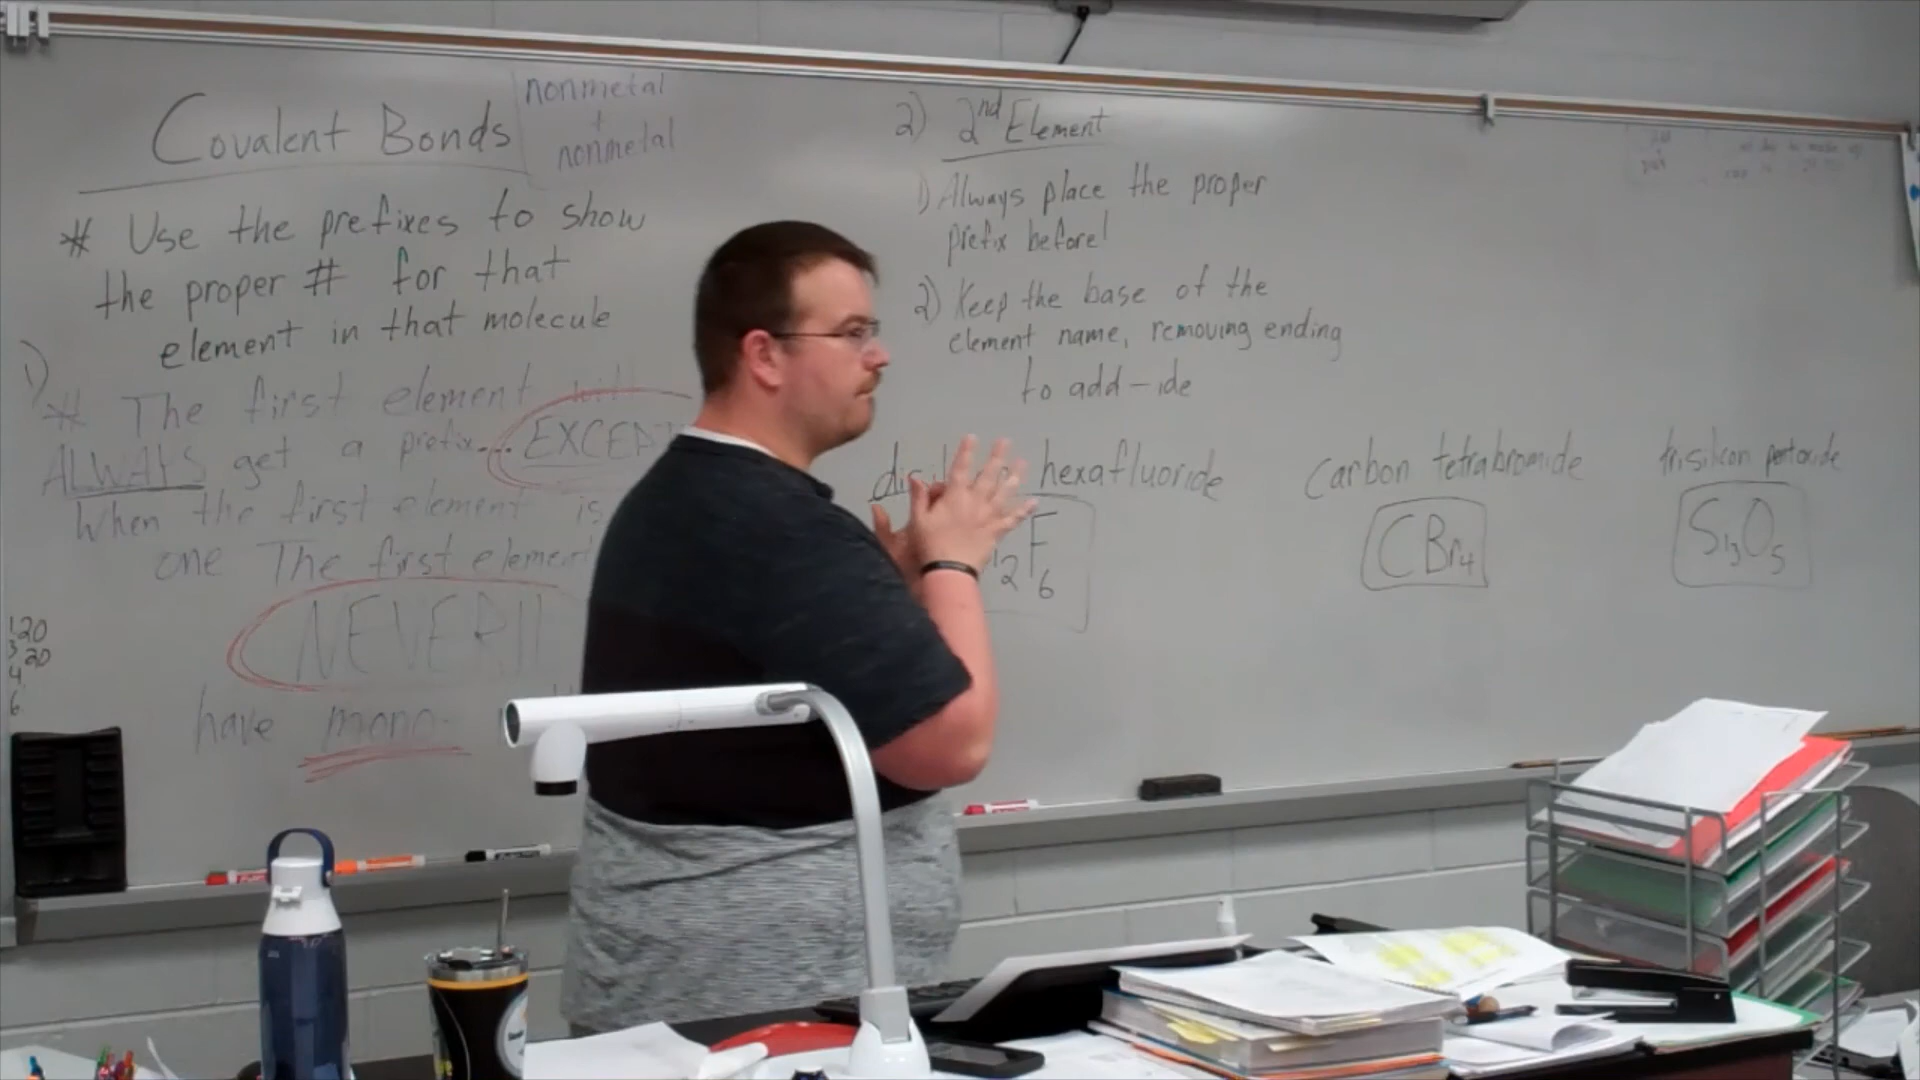 Covalent Bonds
nonmetal
+
nonmetal
* Use the prefixes to show
the proper # for that
element in that molecule
1)
* The first element
ALWAYS get a prefix...
When the first element is
one The first element
NEVER!!
have mono-
120
3 20
4
6
2) 2nd Element
1) Always place the proper
prefix before!
2) Keep the base of the
element name, removing ending
to add -ide
hexafluoride
2F6
carbon tetrabromide
CBr4
trisilicon pentoxide
Si3O5